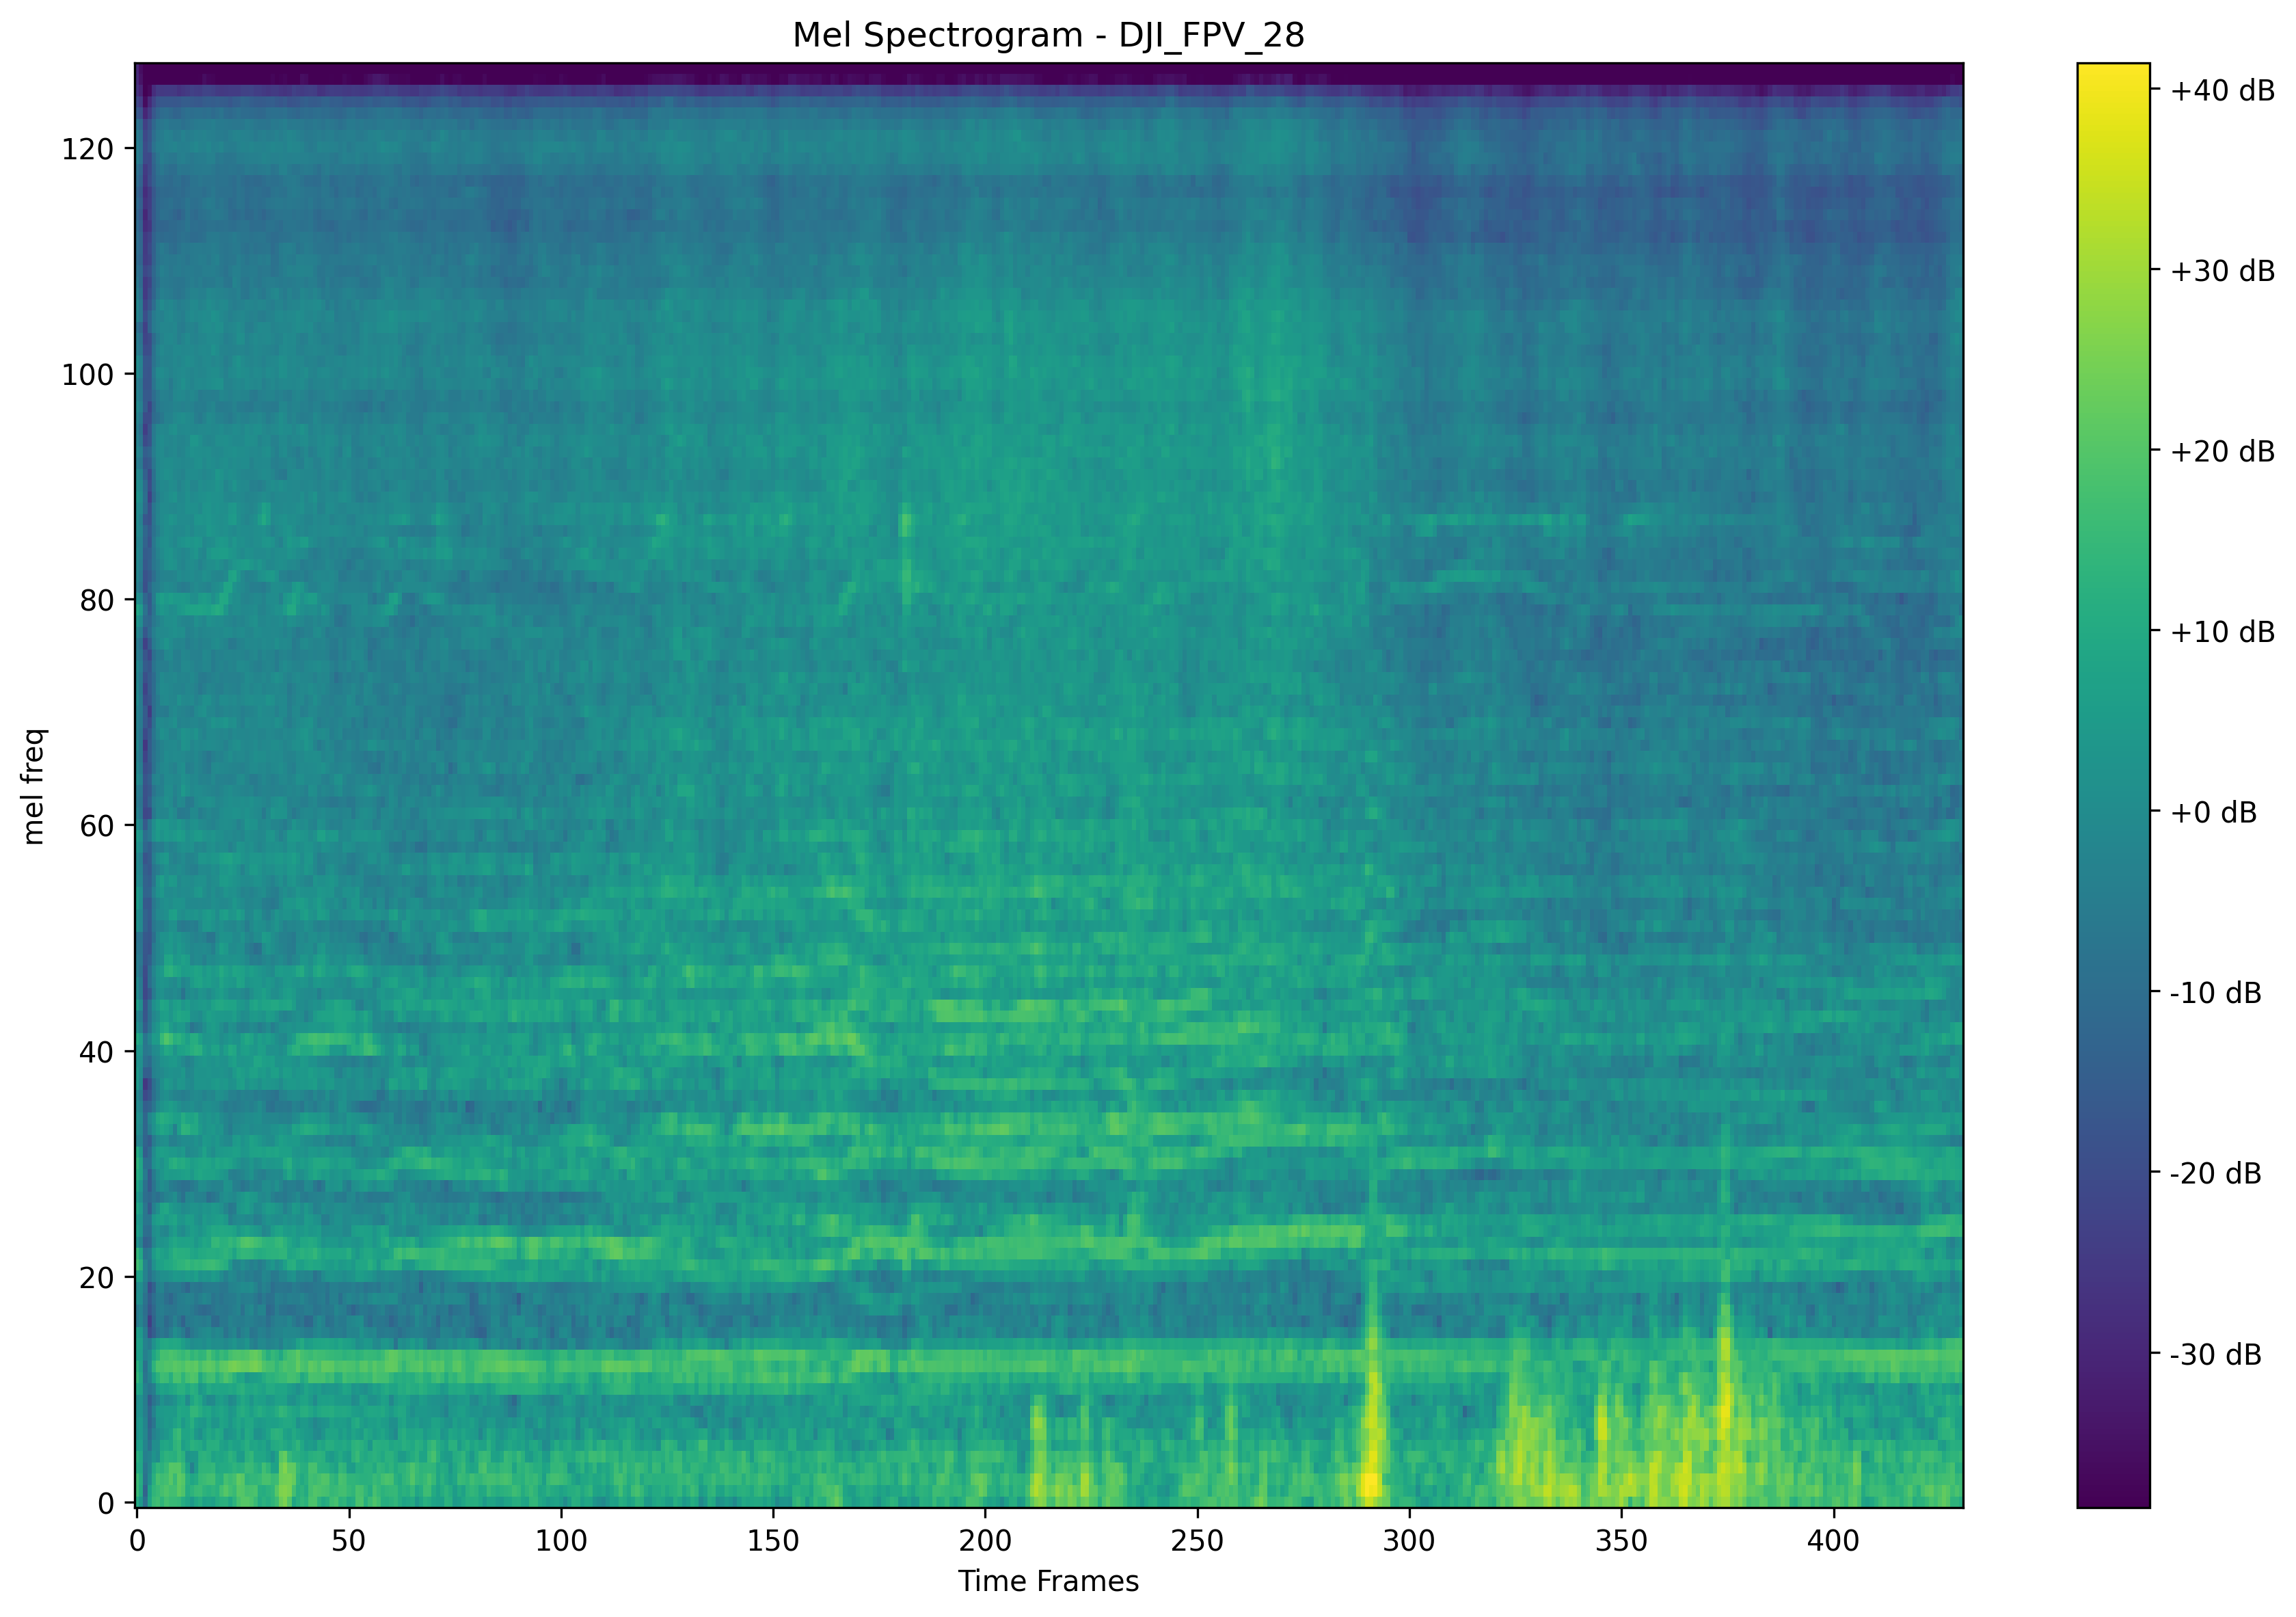 Mel Spectrogram - DJI_FPV_28
mel freq
120
100
80
60
40
20
0
0 50 100 150 200 250 300 350 400
Time Frames
+40 dB
+30 dB
+20 dB
+10 dB
+0 dB
-10 dB
-20 dB
-30 dB